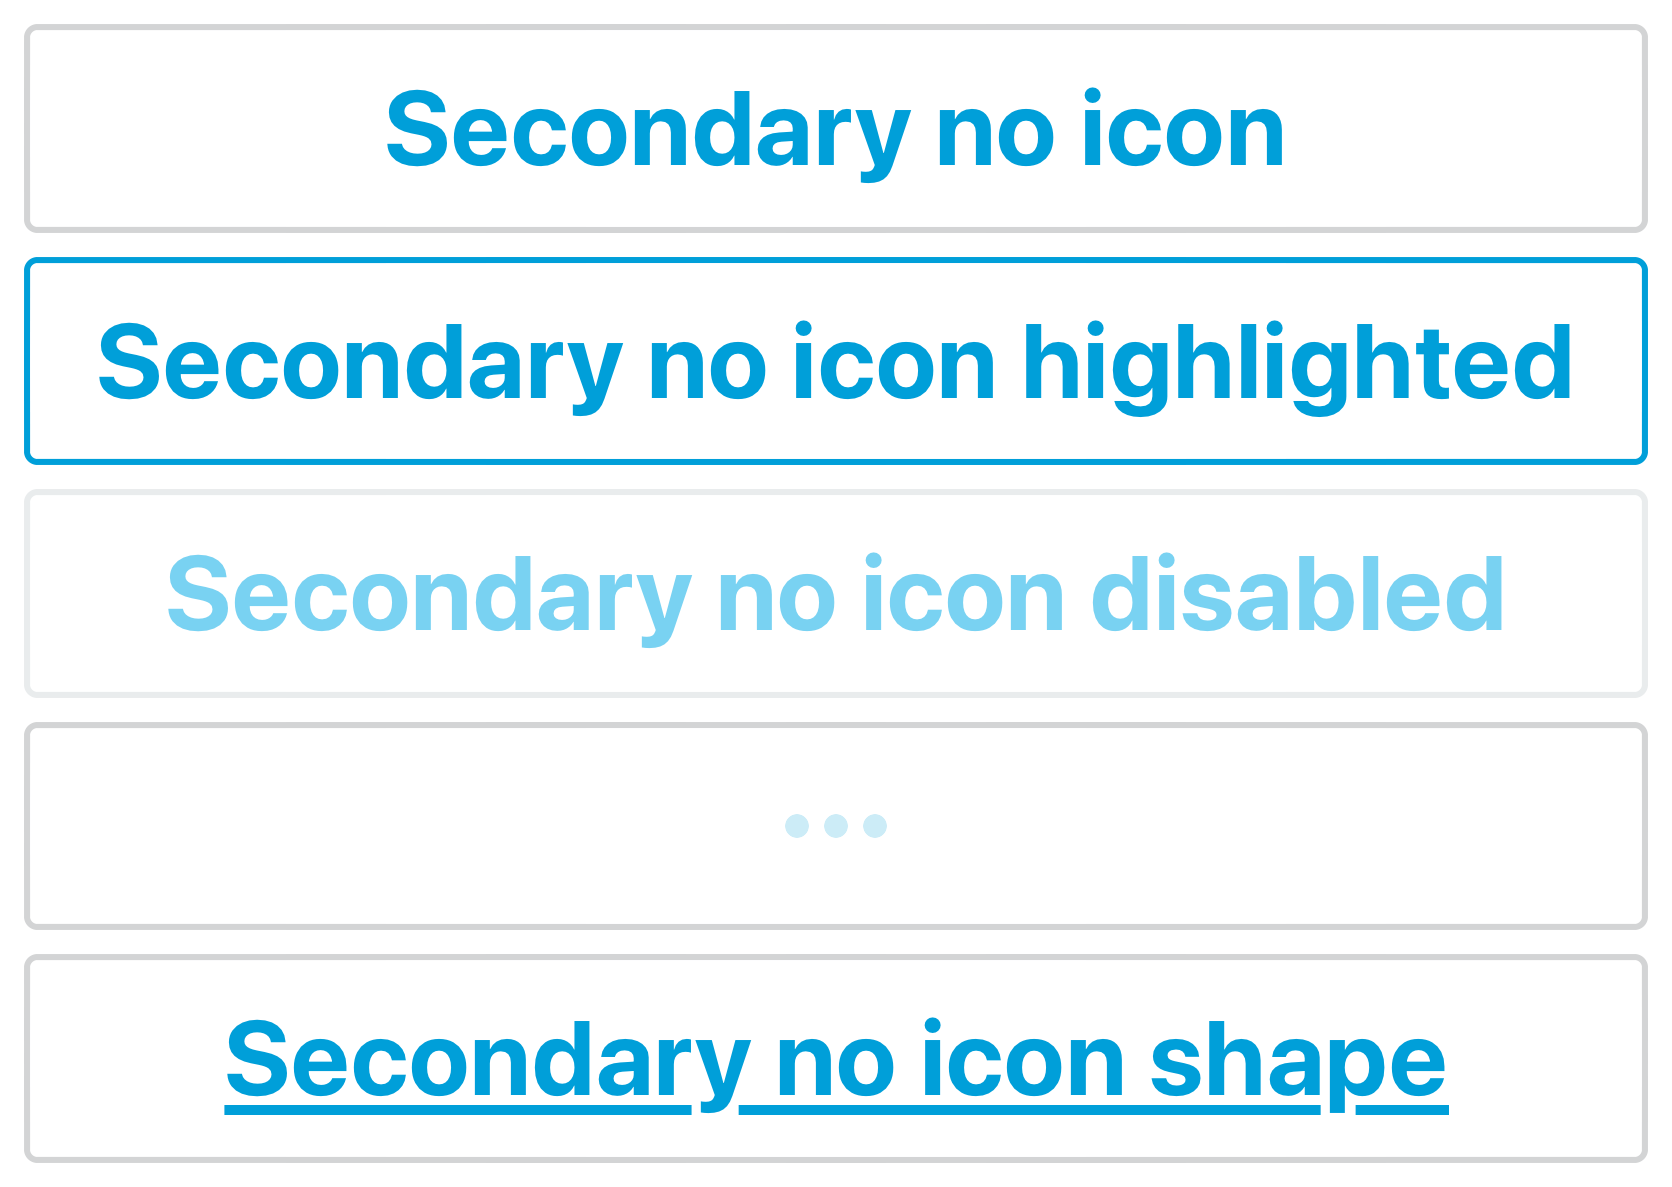 Secondary no icon
Secondary no icon highlighted
Secondary no icon disabled
Secondary no icon shape